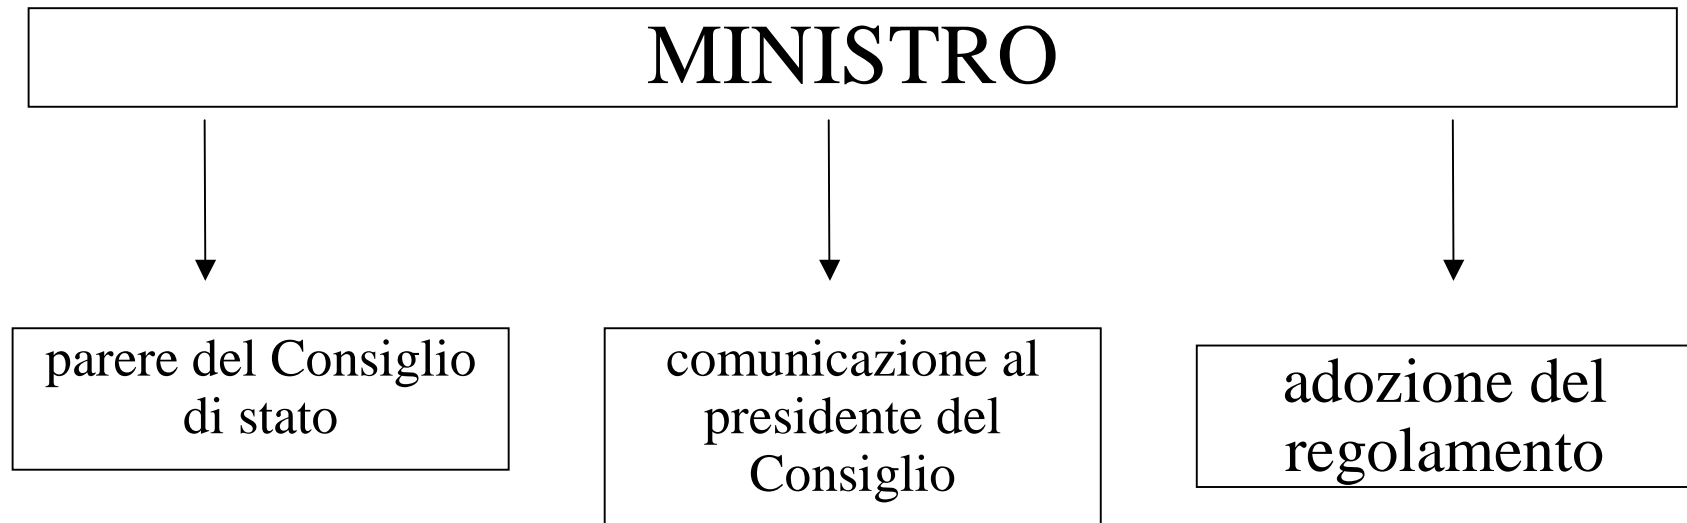 MINISTRO
parere del Consiglio
di stato
comunicazione al
presidente del
Consiglio
adozione del
regolamento